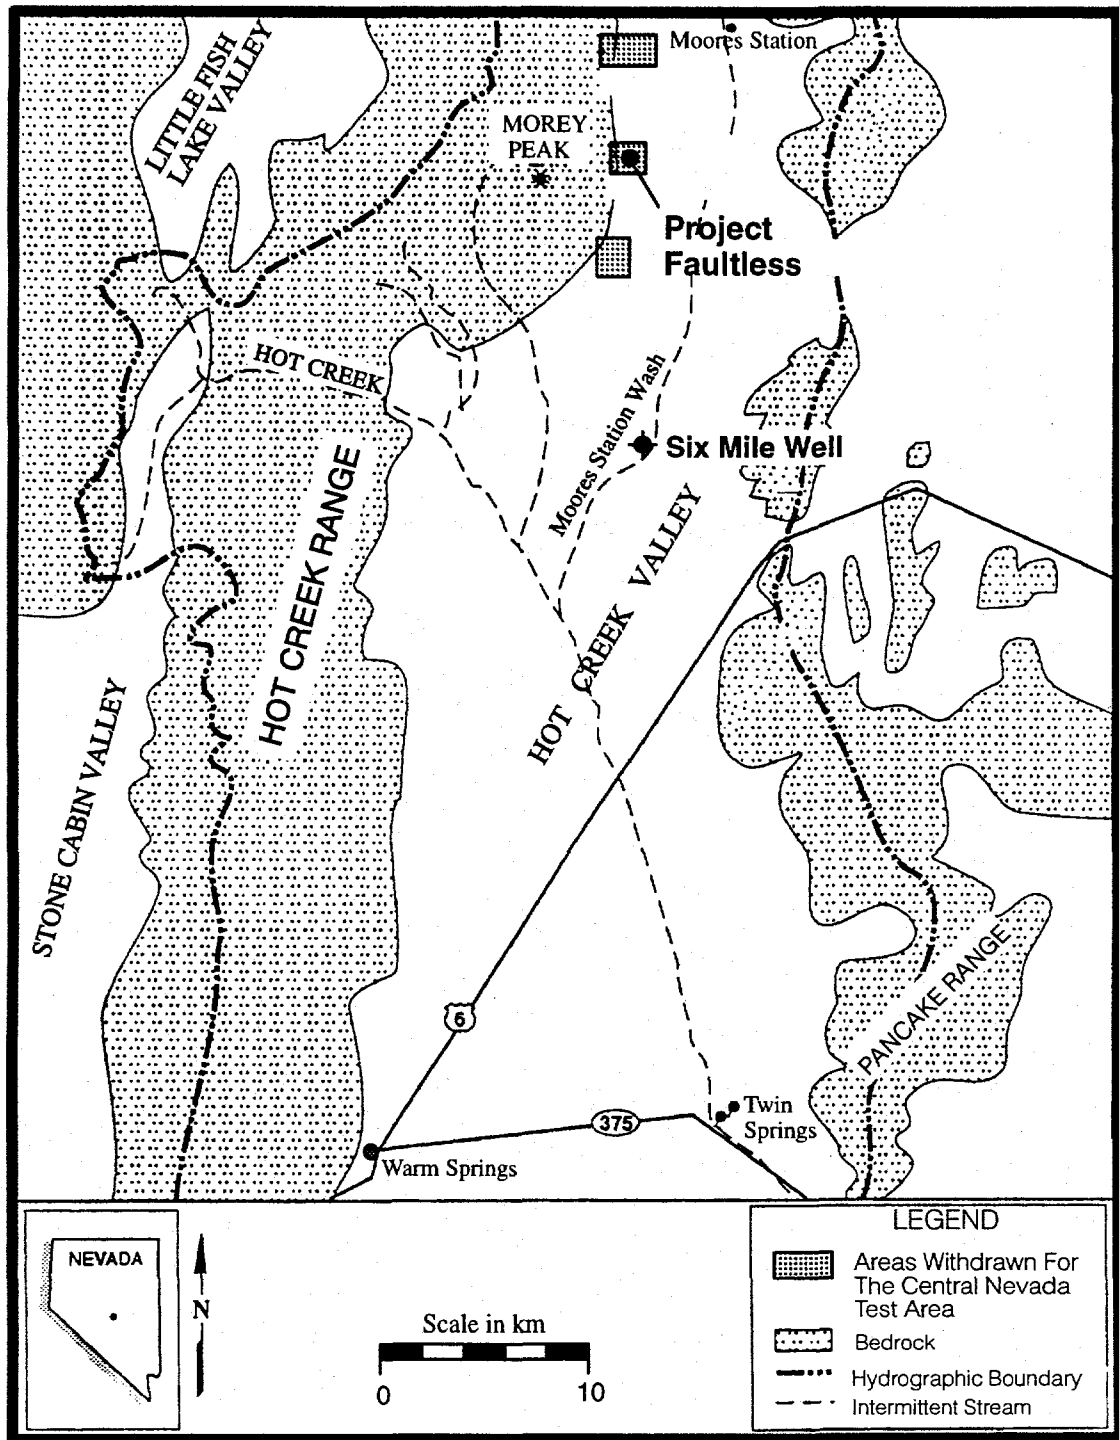 LITTLE FISH
LAKE VALLEY
Moores Station
MOREY
PEAK
Project
Faultless
HOT CREEK
Moores Station Wash
Six Mile Well
HOT CREEK RANGE
HOT CREEK VALLEY
STONE CABIN VALLEY
PANCAKE RANGE
6
375
Twin
Springs
Warm Springs
NEVADA
N
Scale in km
0 10
LEGEND
Areas Withdrawn For
The Central Nevada
Test Area
Bedrock
Hydrographic Boundary
Intermittent Stream